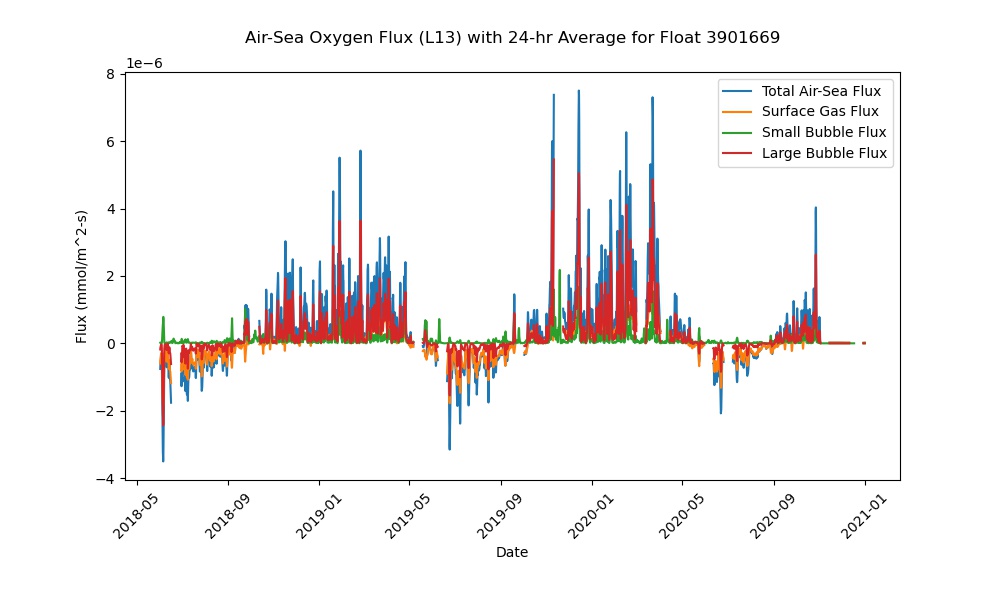 Air-Sea Oxygen Flux (L13) with 24-hr Average for Float 3901669
1e−6
8
6
4
2
0
−2
−4
Flux (mmol/m^2-s)
Total Air-Sea Flux
Surface Gas Flux
Small Bubble Flux
Large Bubble Flux
2018-05
2018-09
2019-01
2019-05
2019-09
2020-01
2020-05
2020-09
2021-01
Date